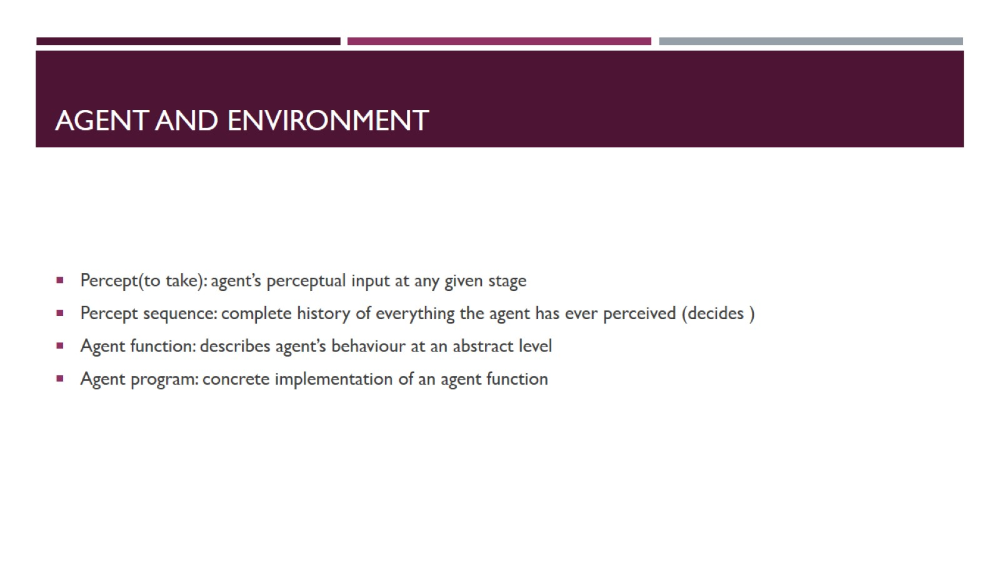 AGENT AND ENVIRONMENT
Percept(to take): agent's perceptual input at any given stage
Percept sequence: complete history of everything the agent has ever perceived (decides )
Agent function: describes agent's behaviour at an abstract level
Agent program: concrete implementation of an agent function